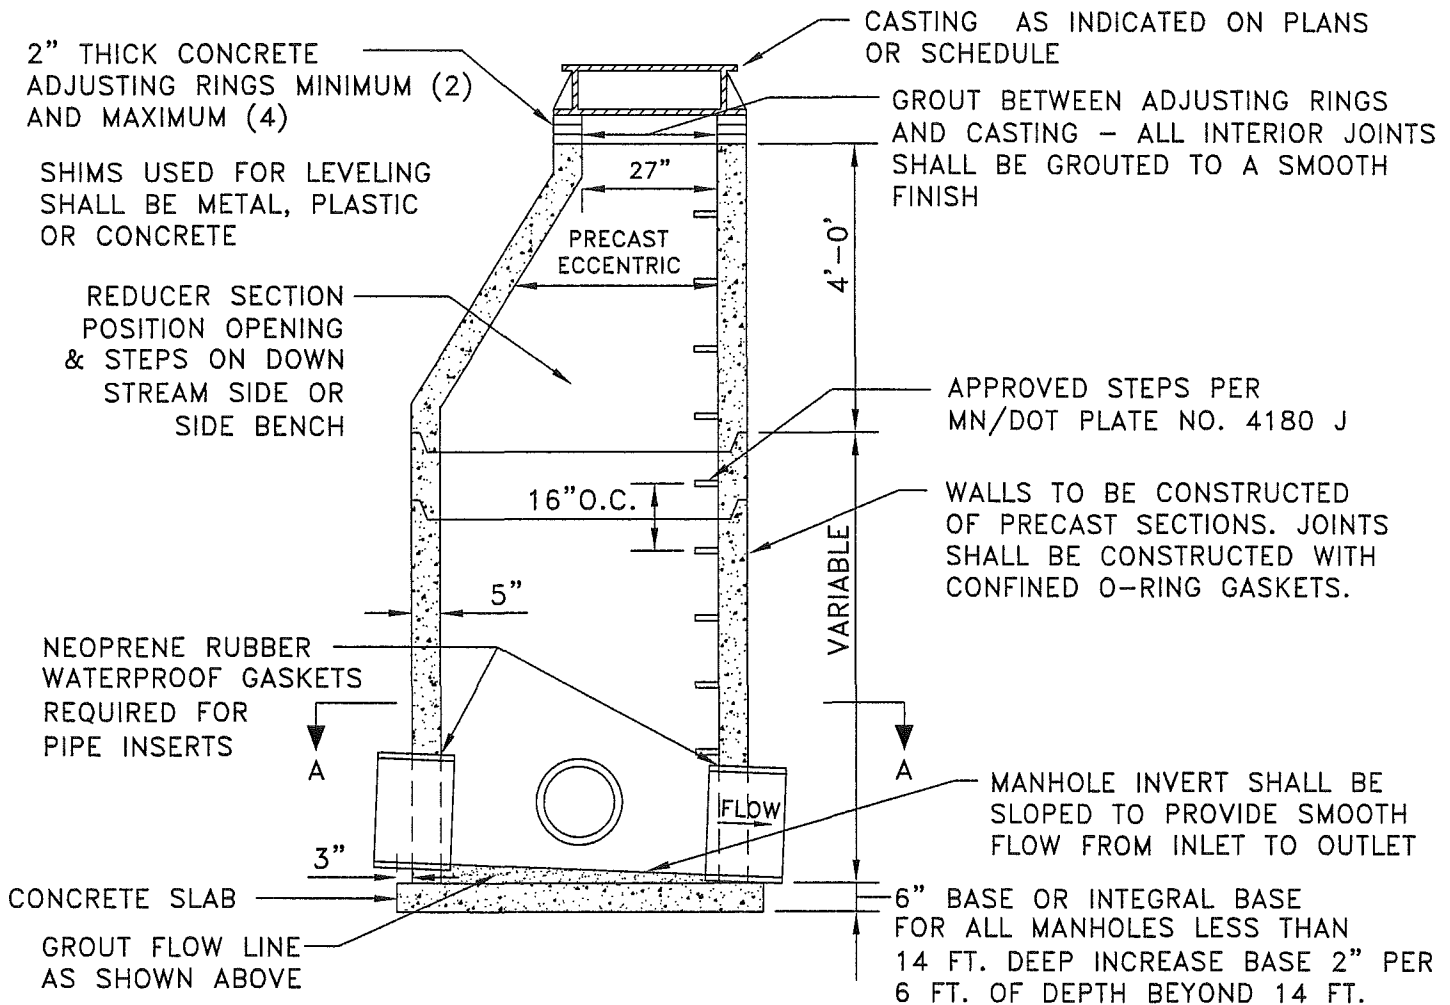 CASTING AS INDICATED ON PLANS
OR SCHEDULE
2" THICK CONCRETE
ADJUSTING RINGS MINIMUM (2)
AND MAXIMUM (4)
GROUT BETWEEN ADJUSTING RINGS
AND CASTING – ALL INTERIOR JOINTS
SHALL BE GROUTED TO A SMOOTH
FINISH
SHIMS USED FOR LEVELING
SHALL BE METAL, PLASTIC
OR CONCRETE
27"
PRECAST
ECCENTRIC
4'–0'
REDUCER SECTION
POSITION OPENING
& STEPS ON DOWN
STREAM SIDE OR
SIDE BENCH
APPROVED STEPS PER
MN/DOT PLATE NO. 4180 J
16"O.C.
WALLS TO BE CONSTRUCTED
OF PRECAST SECTIONS. JOINTS
SHALL BE CONSTRUCTED WITH
CONFINED O–RING GASKETS.
VARIABLE
5"
NEOPRENE RUBBER
WATERPROOF GASKETS
REQUIRED FOR
PIPE INSERTS
A
A
FLOW
MANHOLE INVERT SHALL BE
SLOPED TO PROVIDE SMOOTH
FLOW FROM INLET TO OUTLET
3"
CONCRETE SLAB
GROUT FLOW LINE
AS SHOWN ABOVE
6" BASE OR INTEGRAL BASE
FOR ALL MANHOLES LESS THAN
14 FT. DEEP INCREASE BASE 2" PER
6 FT. OF DEPTH BEYOND 14 FT.